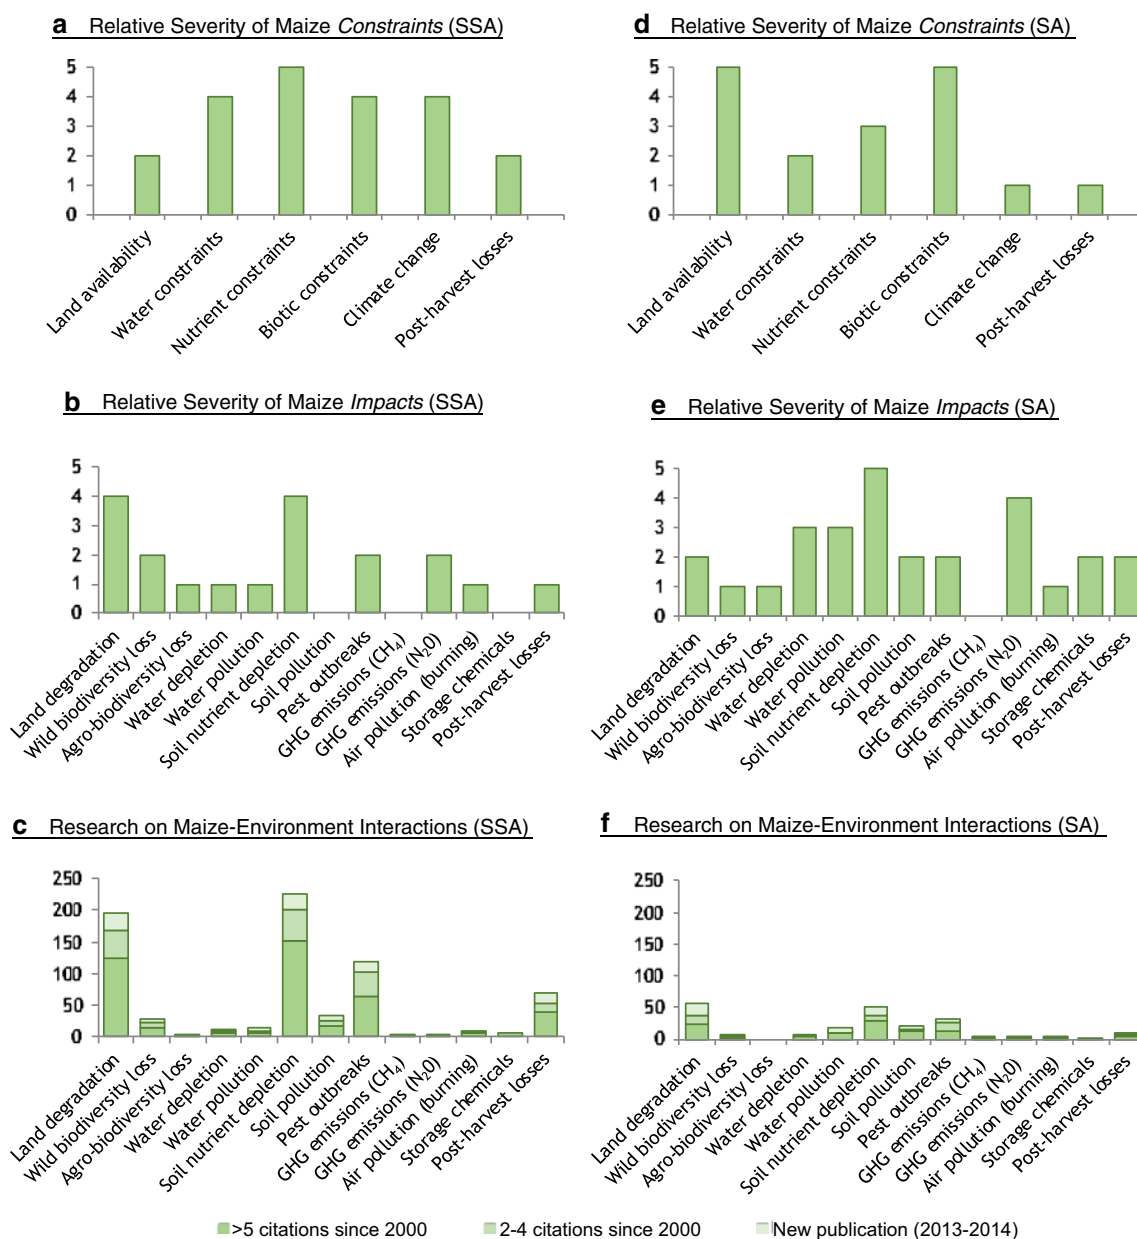 a Relative Severity of Maize Constraints (SSA)
5
4
3
2
1
0
Land availability
Water constraints
Nutrient constraints
Biotic constraints
Climate change
Post-harvest losses
d Relative Severity of Maize Constraints (SA)
5
4
3
2
1
0
Land availability
Water constraints
Nutrient constraints
Biotic constraints
Climate change
Post-harvest losses
b Relative Severity of Maize Impacts (SSA)
5
4
3
2
1
0
Land degradation
Wild biodiversity loss
Agro-biodiversity loss
Water depletion
Water pollution
Soil nutrient depletion
Soil pollution
Pest outbreaks
GHG emissions (CH₄)
GHG emissions (N₂0)
Air pollution (burning)
Storage chemicals
Post-harvest losses
e Relative Severity of Maize Impacts (SA)
5
4
3
2
1
0
Land degradation
Wild biodiversity loss
Agro-biodiversity loss
Water depletion
Water pollution
Soil nutrient depletion
Soil pollution
Pest outbreaks
GHG emissions (CH₄)
GHG emissions (N₂0)
Air pollution (burning)
Storage chemicals
Post-harvest losses
c Research on Maize-Environment Interactions (SSA)
250
200
150
100
50
0
Land degradation
Wild biodiversity loss
Agro-biodiversity loss
Water depletion
Water pollution
Soil nutrient depletion
Soil pollution
Pest outbreaks
GHG emissions (CH₄)
GHG emissions (N₂0)
Air pollution (burning)
Storage chemicals
Post-harvest losses
f Research on Maize-Environment Interactions (SA)
250
200
150
100
50
0
Land degradation
Wild biodiversity loss
Agro-biodiversity loss
Water depletion
Water pollution
Soil nutrient depletion
Soil pollution
Pest outbreaks
GHG emissions (CH₄)
GHG emissions (N₂0)
Air pollution (burning)
Storage chemicals
Post-harvest losses
>5 citations since 2000
2-4 citations since 2000
New publication (2013-2014)